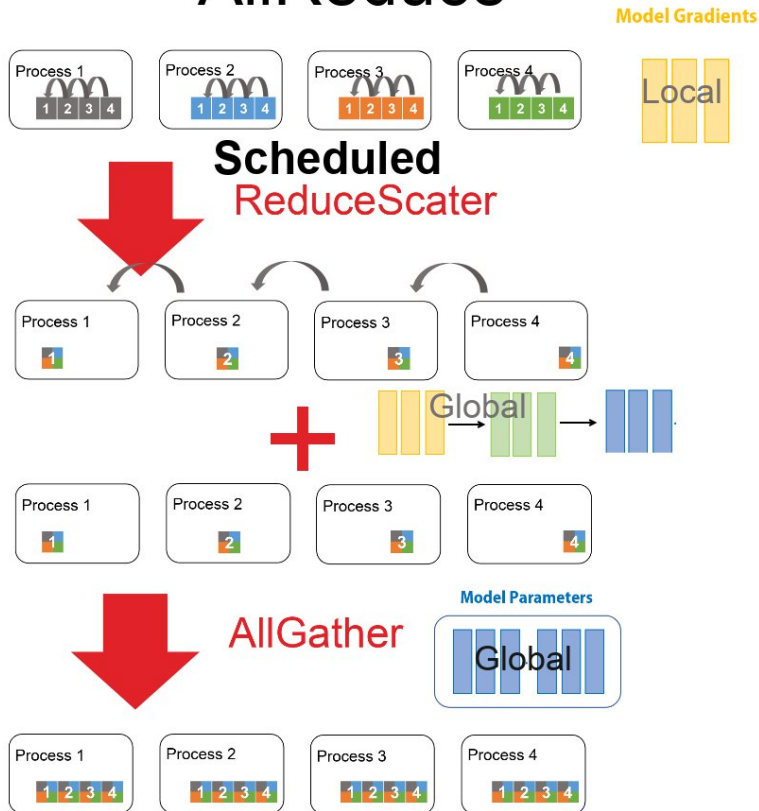 AllReduce
Model Gradients
Process 1
Process 2
Process 3
Process 4
1 2 3 4
1 2 3 4
1 2 3 4
1 2 3 4
Local
Scheduled
ReduceScater
Process 1
Process 2
Process 3
Process 4
1
2
3
4
Global
Process 1
Process 2
Process 3
Process 4
1
2
3
4
AllGather
Model Parameters
Global
Process 1
Process 2
Process 3
Process 4
1 2 3 4
1 2 3 4
1 2 3 4
1 2 3 4